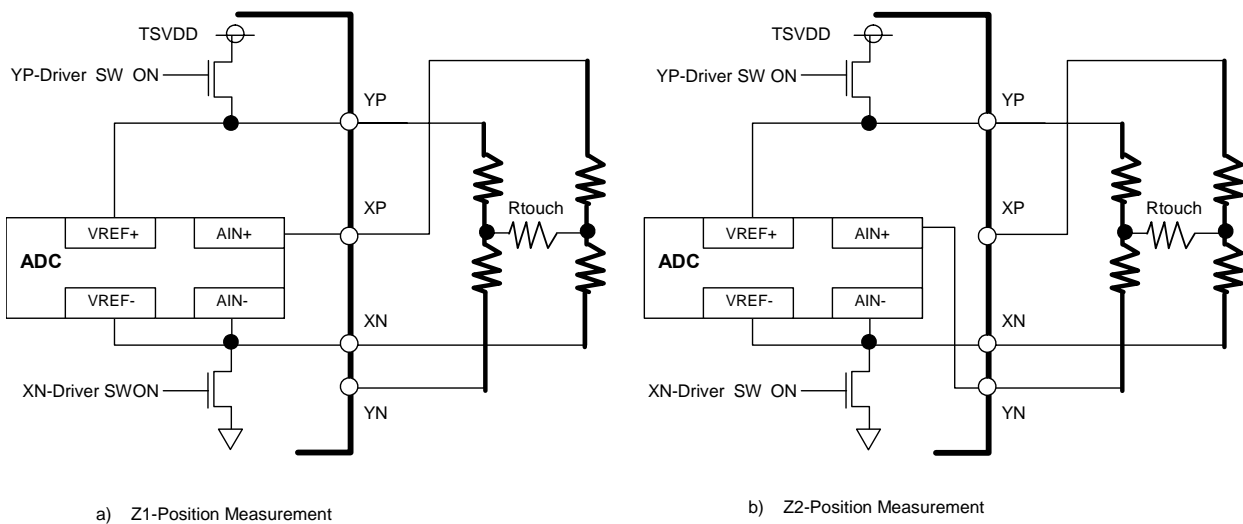 TSVDD
YP-Driver SW ON
YP
XP
Rtouch
VREF+ AIN+
ADC
VREF- AIN-
XN
XN-Driver SWON
YN
a) Z1-Position Measurement
TSVDD
YP-Driver SW ON
YP
XP
Rtouch
VREF+ AIN+
ADC
VREF- AIN-
XN
XN-Driver SW ON
YN
b) Z2-Position Measurement